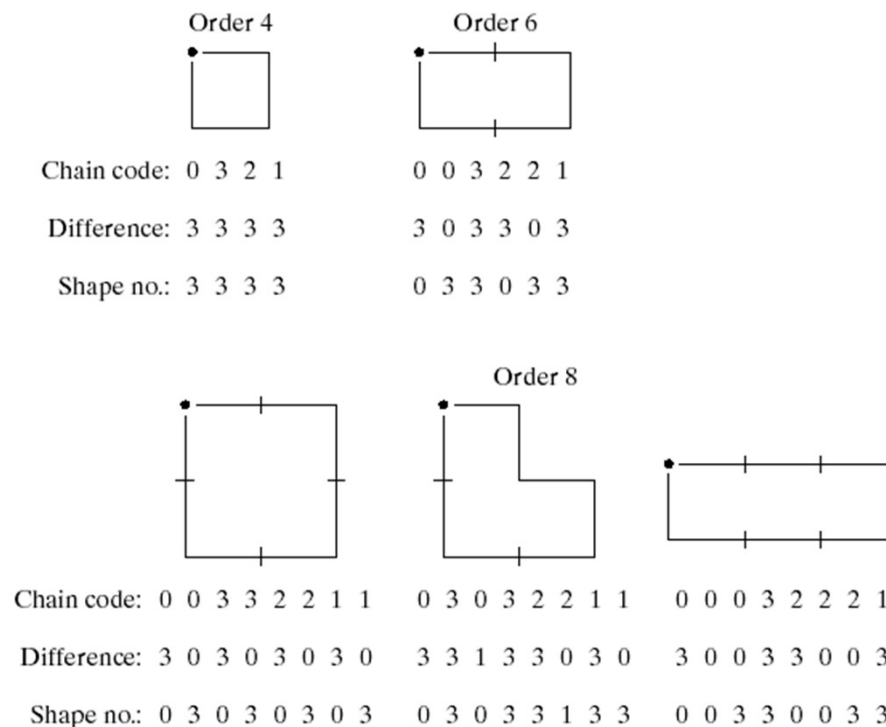 Order 4 Order 6
Chain code: 0 3 2 1 0 0 3 2 2 1
Difference: 3 3 3 3 3 0 3 3 0 3
Shape no.: 3 3 3 3 0 3 3 0 3 3
Order 8
Chain code: 0 0 3 3 2 2 1 1 0 3 0 3 2 2 1 1 0 0 0 3 2 2 2 1
Difference: 3 0 3 0 3 0 3 0 3 3 1 3 3 0 3 0 3 0 0 3 3 0 0 3
Shape no.: 0 3 0 3 0 3 0 3 0 3 0 3 3 1 3 3 0 0 3 3 0 0 3 3